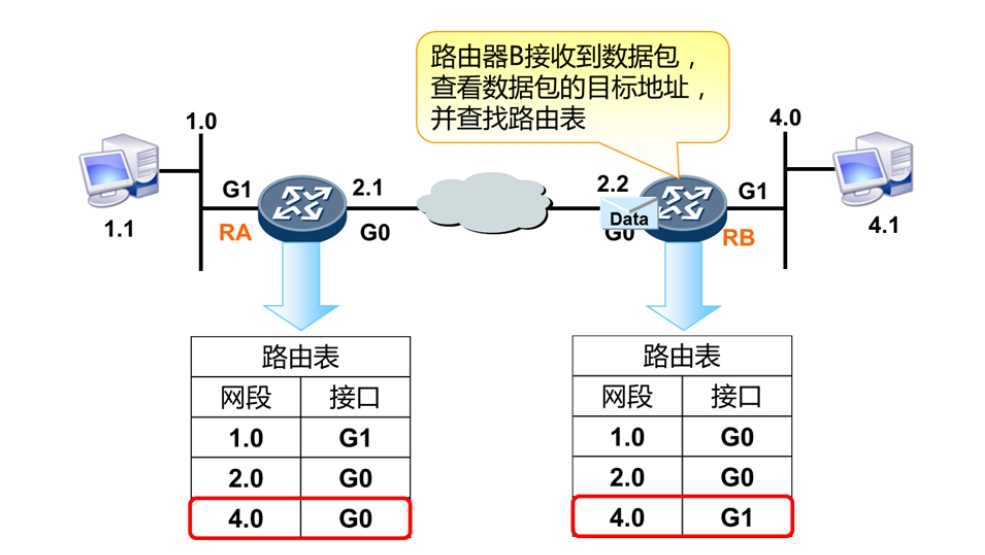 路由器B接收到数据包，
查看数据包的目标地址，
并查找路由表
1.0
4.0
G1
2.1
2.2
G1
1.1
RA
G0
Data
G0
RB
4.1
路由表
网段 接口
1.0 G1
2.0 G0
4.0 G0
路由表
网段 接口
1.0 G0
2.0 G0
4.0 G1